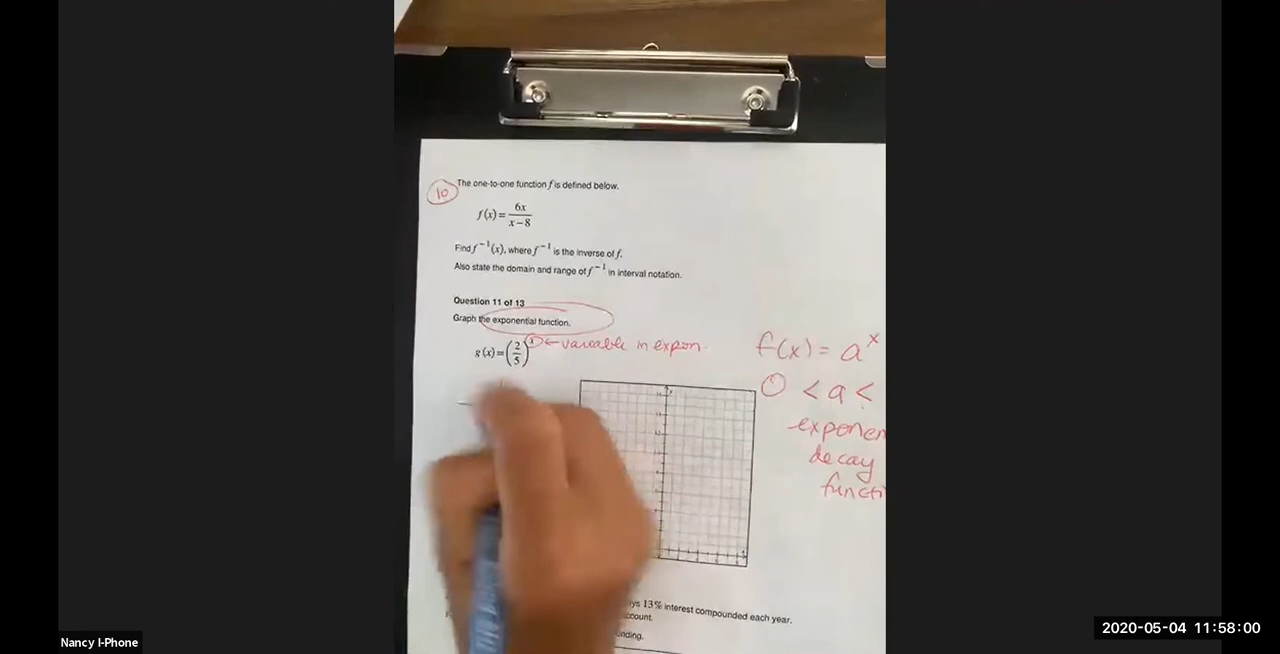 10
The one-to-one function f is defined below.
f(x) = 6x / x − 8
Find f⁻¹(x), where f⁻¹ is the inverse of f.
Also state the domain and range of f⁻¹ in interval notation.
Question 11 of 13
Graph the exponential function.
g(x) = (2/5)ˣ ← variable in expon.
f(x) = aˣ
0 < a <
exponen
decay
functi
13% interest compounded each year.
Nancy I-Phone
2020-05-04 11:58:00